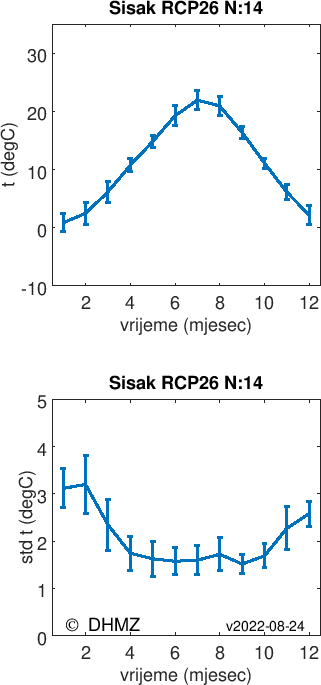 Sisak RCP26 N:14
30
20
10
0
-10
t (degC)
2 4 6 8 10 12
vrijeme (mjesec)
Sisak RCP26 N:14
5
4
3
2
1
0
std t (degC)
© DHMZ v2022-08-24
2 4 6 8 10 12
vrijeme (mjesec)